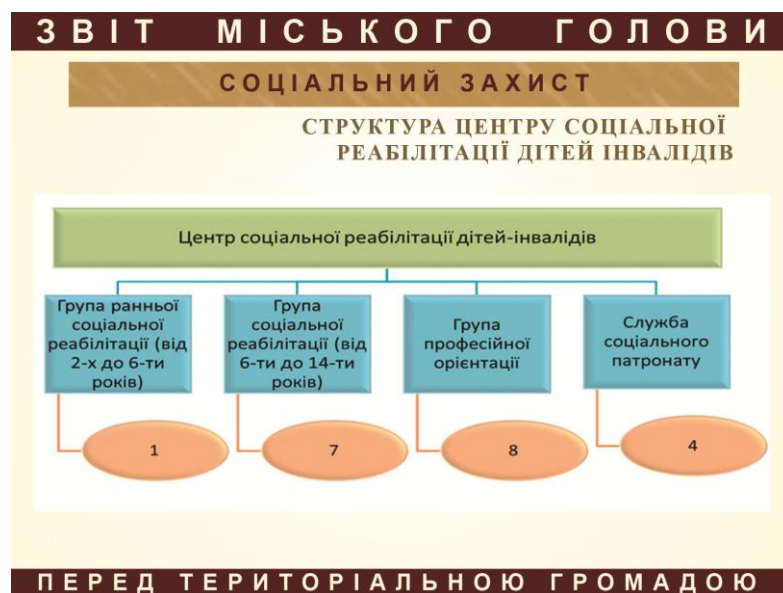 ЗВІТ МІСЬКОГО ГОЛОВИ
СОЦІАЛЬНИЙ ЗАХИСТ
СТРУКТУРА ЦЕНТРУ СОЦІАЛЬНОЇ
РЕАБІЛІТАЦІЇ ДІТЕЙ ІНВАЛІДІВ
Центр соціальної реабілітації дітей-інвалідів
Група ранньої
соціальної
реабілітації (від
2-х до 6-ти
років)
Група
соціальної
реабілітації (від
6-ти до 14-ти
років)
Група
професійної
орієнтації
Служба
соціального
патронату
1
7
8
4
ПЕРЕД ТЕРИТОРІАЛЬНОЮ ГРОМАДОЮ